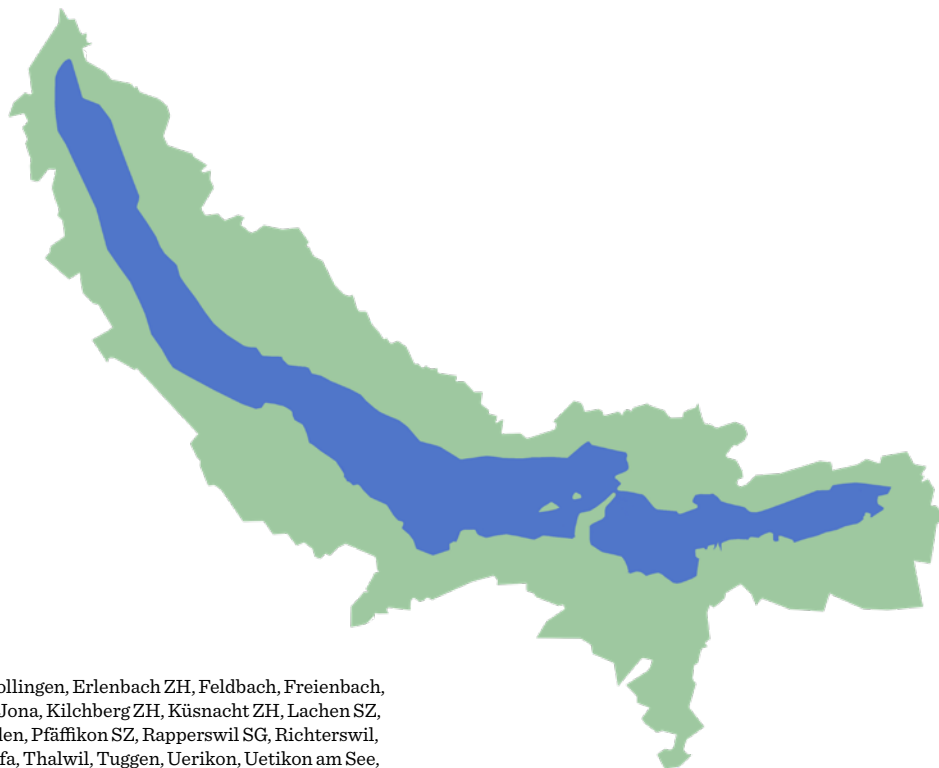 ollingen, Erlenbach ZH, Feldbach, Freienbach,
Jona, Kilchberg ZH, Küsnacht ZH, Lachen SZ,
len, Pfäffikon SZ, Rapperswil SG, Richterswil,
fa, Thalwil, Tuggen, Uerikon, Uetikon am See,